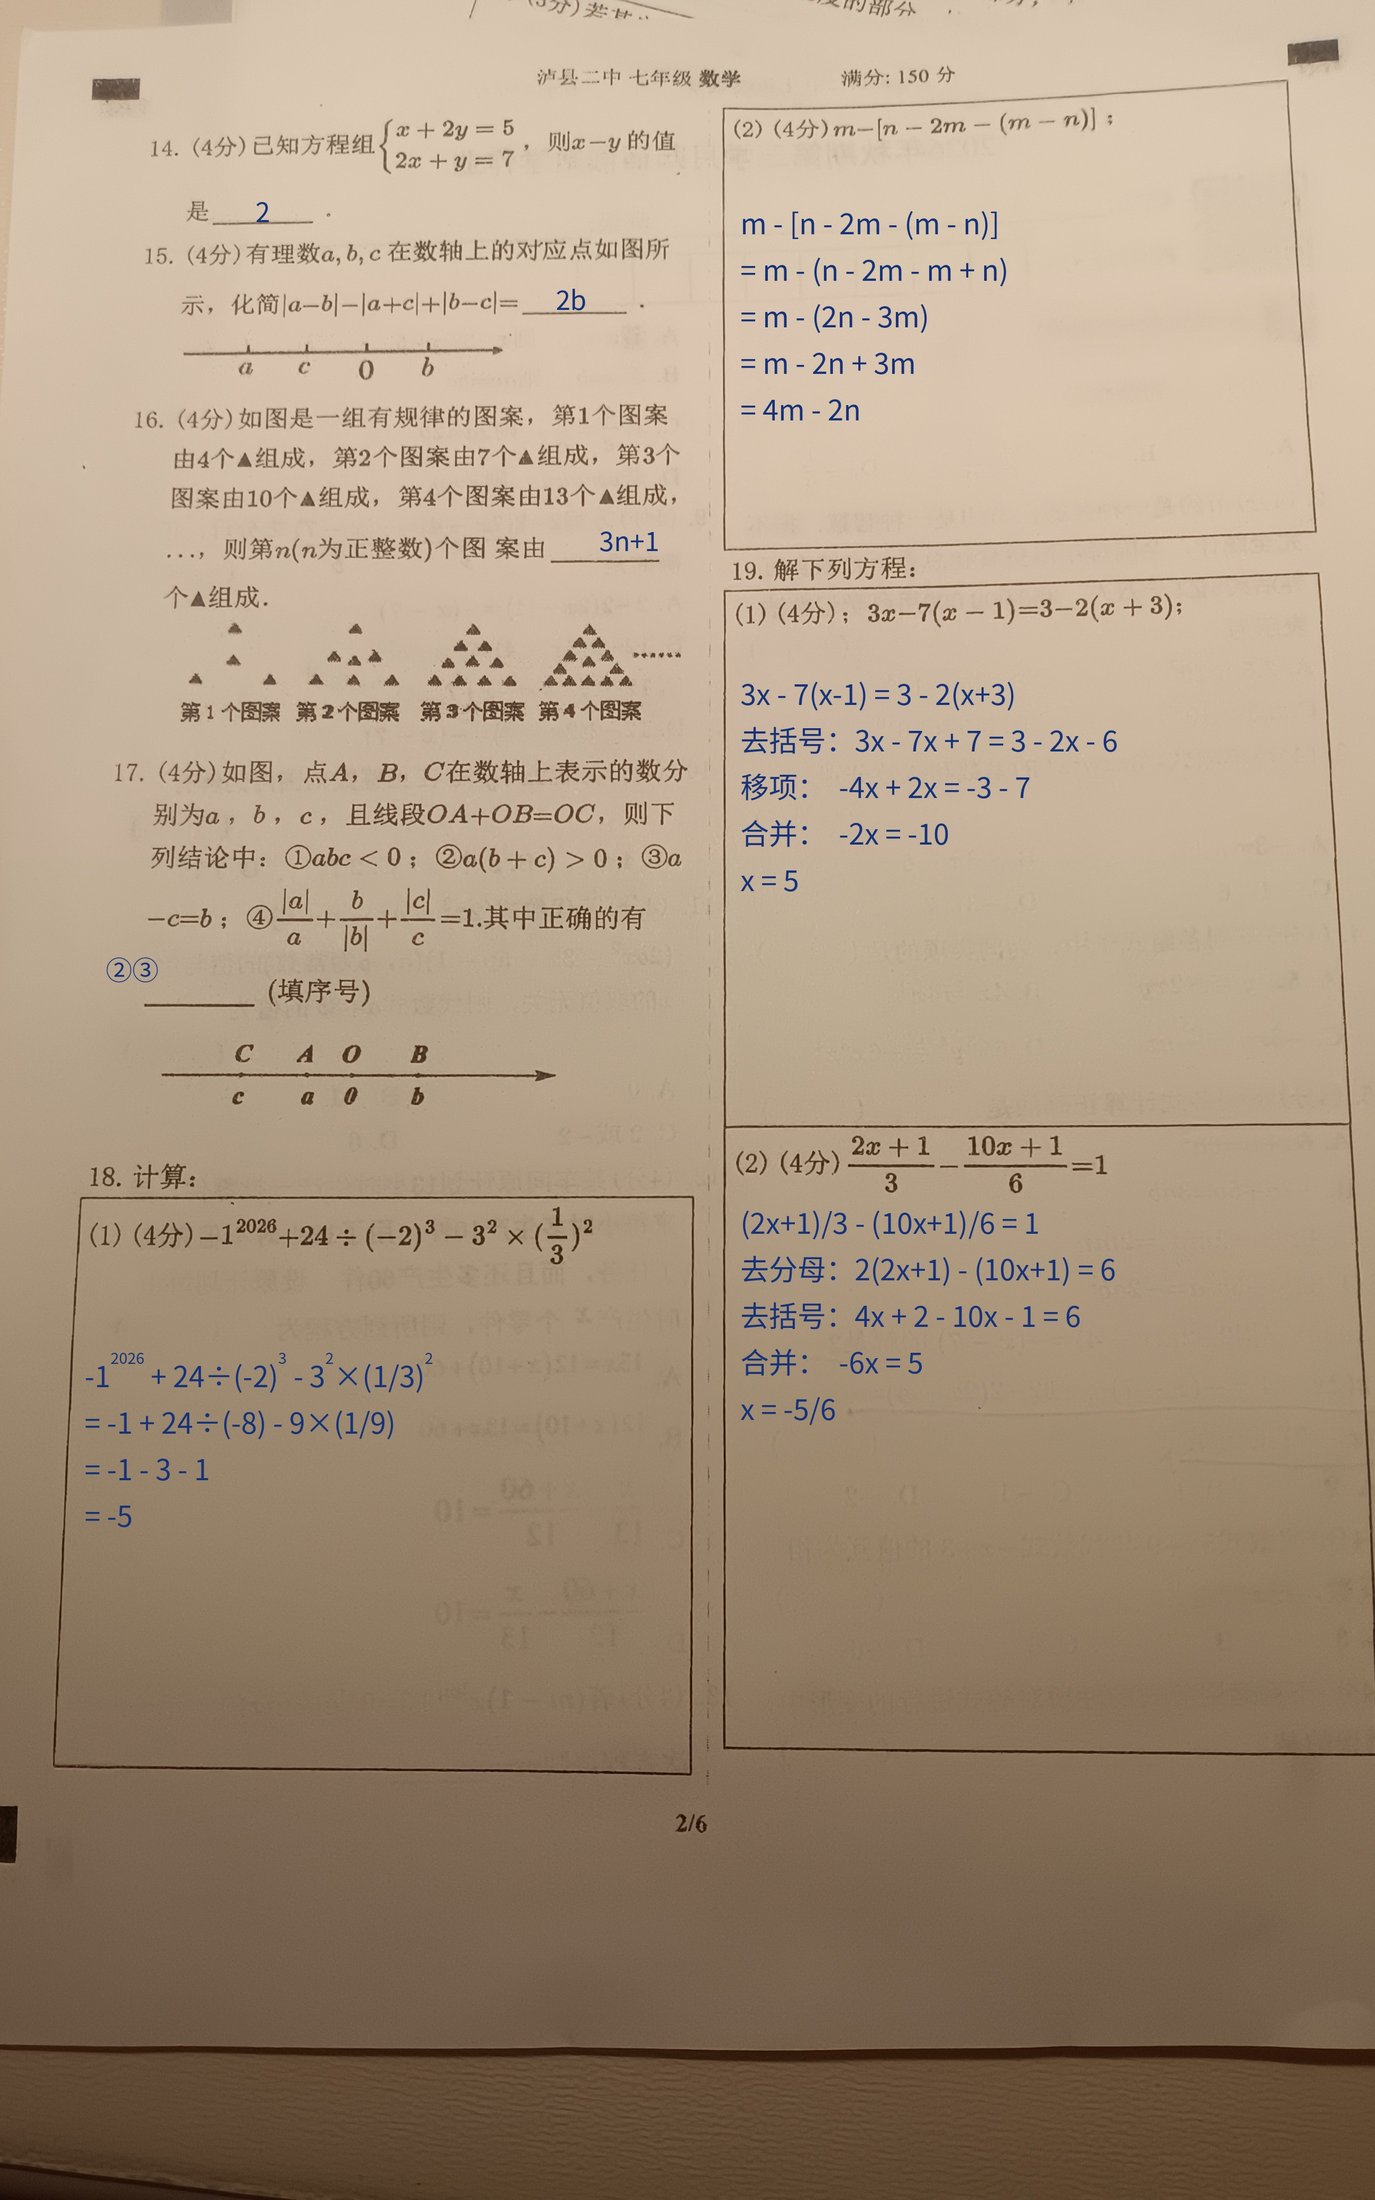 泸县二中 七年级 数学 满分: 150 分
14. (4分) 已知方程组{x + 2y = 5, 2x + y = 7 , 则x−y 的值
是 2 .
15. (4分) 有理数a, b, c 在数轴上的对应点如图所
示，化简|a−b|−|a+c|+|b−c|= 2b .
a c 0 b
16. (4分) 如图是一组有规律的图案，第1个图案
由4个▲组成，第2个图案由7个▲组成，第3个
图案由10个▲组成，第4个图案由13个▲组成，
…，则第n(n为正整数)个图 案由 3n+1
个▲组成.
第 1 个图案 第 2 个图案 第 3 个图案 第 4 个图案
17. (4分) 如图，点A，B，C在数轴上表示的数分
别为a，b，c，且线段OA+OB=OC，则下
列结论中：①abc < 0；②a(b + c) > 0；③a
−c=b；④|a|/a + b/|b| + |c|/c =1.其中正确的有
②③ (填序号)
C A O B
c a 0 b
18. 计算：
(1) (4分) −1^2026+24 ÷ (−2)^3 − 3^2 × (1/3)^2
-1^2026 + 24÷(-2)^3 - 3^2×(1/3)^2
= -1 + 24÷(-8) - 9×(1/9)
= -1 - 3 - 1
= -5
(2) (4分) m−[n − 2m − (m − n)]；
m - [n - 2m - (m - n)]
= m - (n - 2m - m + n)
= m - (2n - 3m)
= m - 2n + 3m
= 4m - 2n
19. 解下列方程：
(1) (4分)；3x−7(x − 1)=3−2(x + 3)；
3x - 7(x-1) = 3 - 2(x+3)
去括号：3x - 7x + 7 = 3 - 2x - 6
移项： -4x + 2x = -3 - 7
合并： -2x = -10
x = 5
(2) (4分) (2x + 1)/3 − (10x + 1)/6 =1
(2x+1)/3 - (10x+1)/6 = 1
去分母：2(2x+1) - (10x+1) = 6
去括号：4x + 2 - 10x - 1 = 6
合并： -6x = 5
x = -5/6
2/6